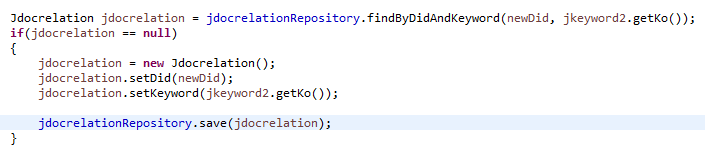 Jdocrelation jdocrelation = jdocrelationRepository.findByDidAndKeyword(newDid, jkeyword2.getKo());
if(jdocrelation == null)
{
    jdocrelation = new Jdocrelation();
    jdocrelation.setDid(newDid);
    jdocrelation.setKeyword(jkeyword2.getKo());

    jdocrelationRepository.save(jdocrelation);
}